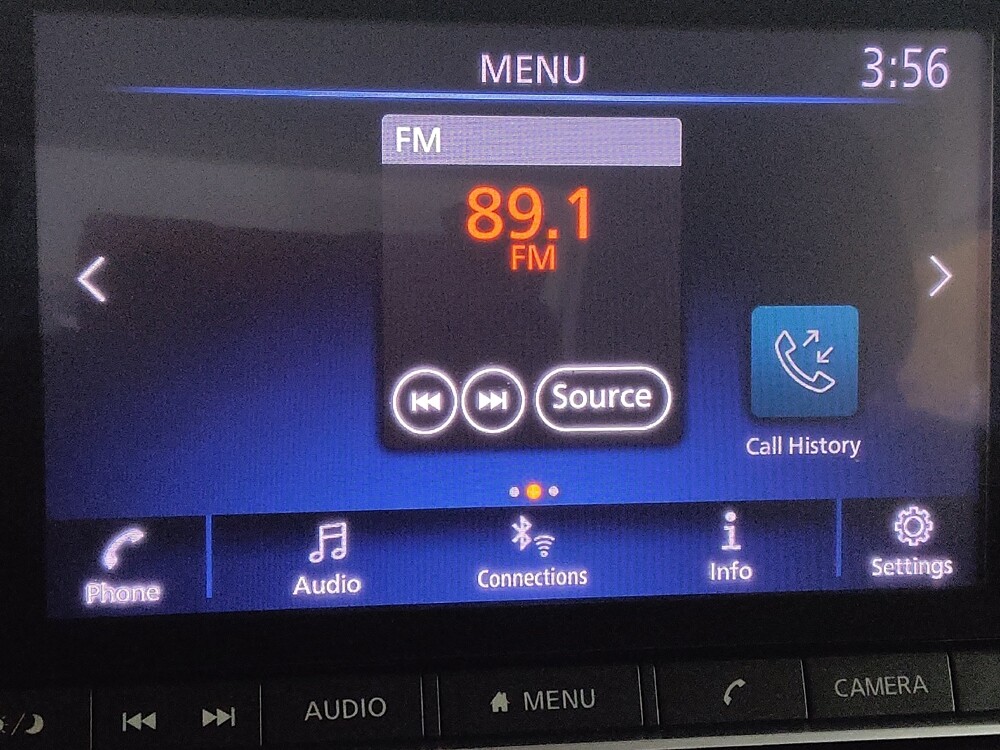 MENU
3:56
FM
89.1
FM
Source
Call History
Phone
Audio
Connections
Info
Settings
AUDIO
MENU
CAMERA